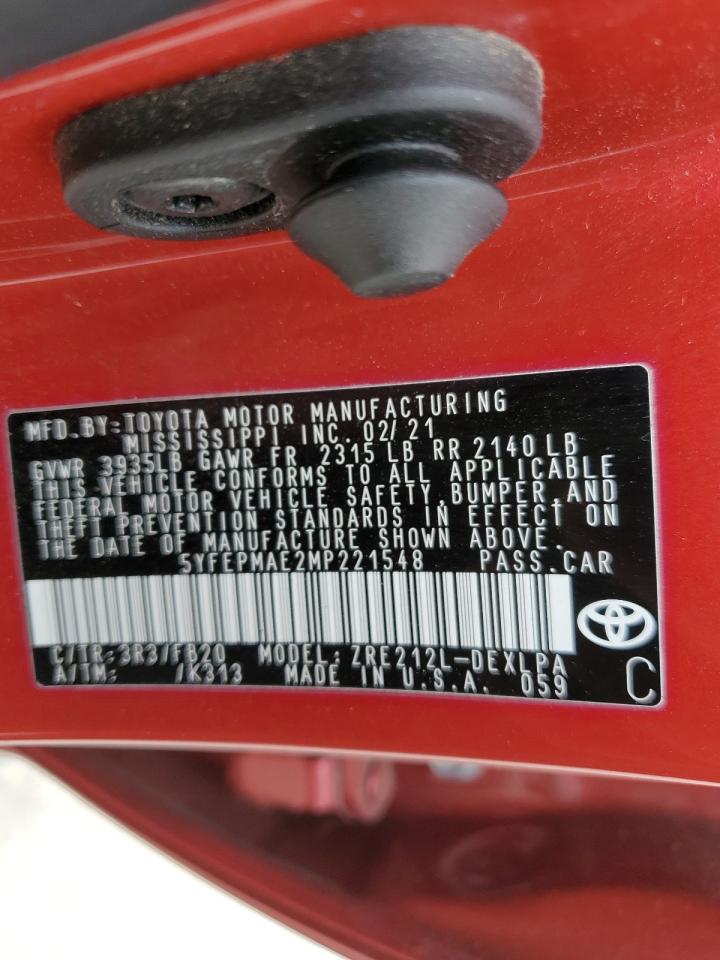 MFD.BY:TOYOTA MOTOR MANUFACTURING
MISSISSIPPI INC. 02/21
GVWR 3935LB GAWR FR 2315 LB RR 2140 LB
THIS VEHICLE CONFORMS TO ALL APPLICABLE
FEDERAL MOTOR VEHICLE SAFETY,BUMPER,AND
THEFT PREVENTION STANDARDS IN EFFECT ON
THE DATE OF MANUFACTURE SHOWN ABOVE.
5YFEPMAE2MP221548 PASS.CAR
C/TR:3R3/FB20 MODEL:ZRE212L-DEXLPA
A/TM: /K313 MADE IN U.S.A. 059
C